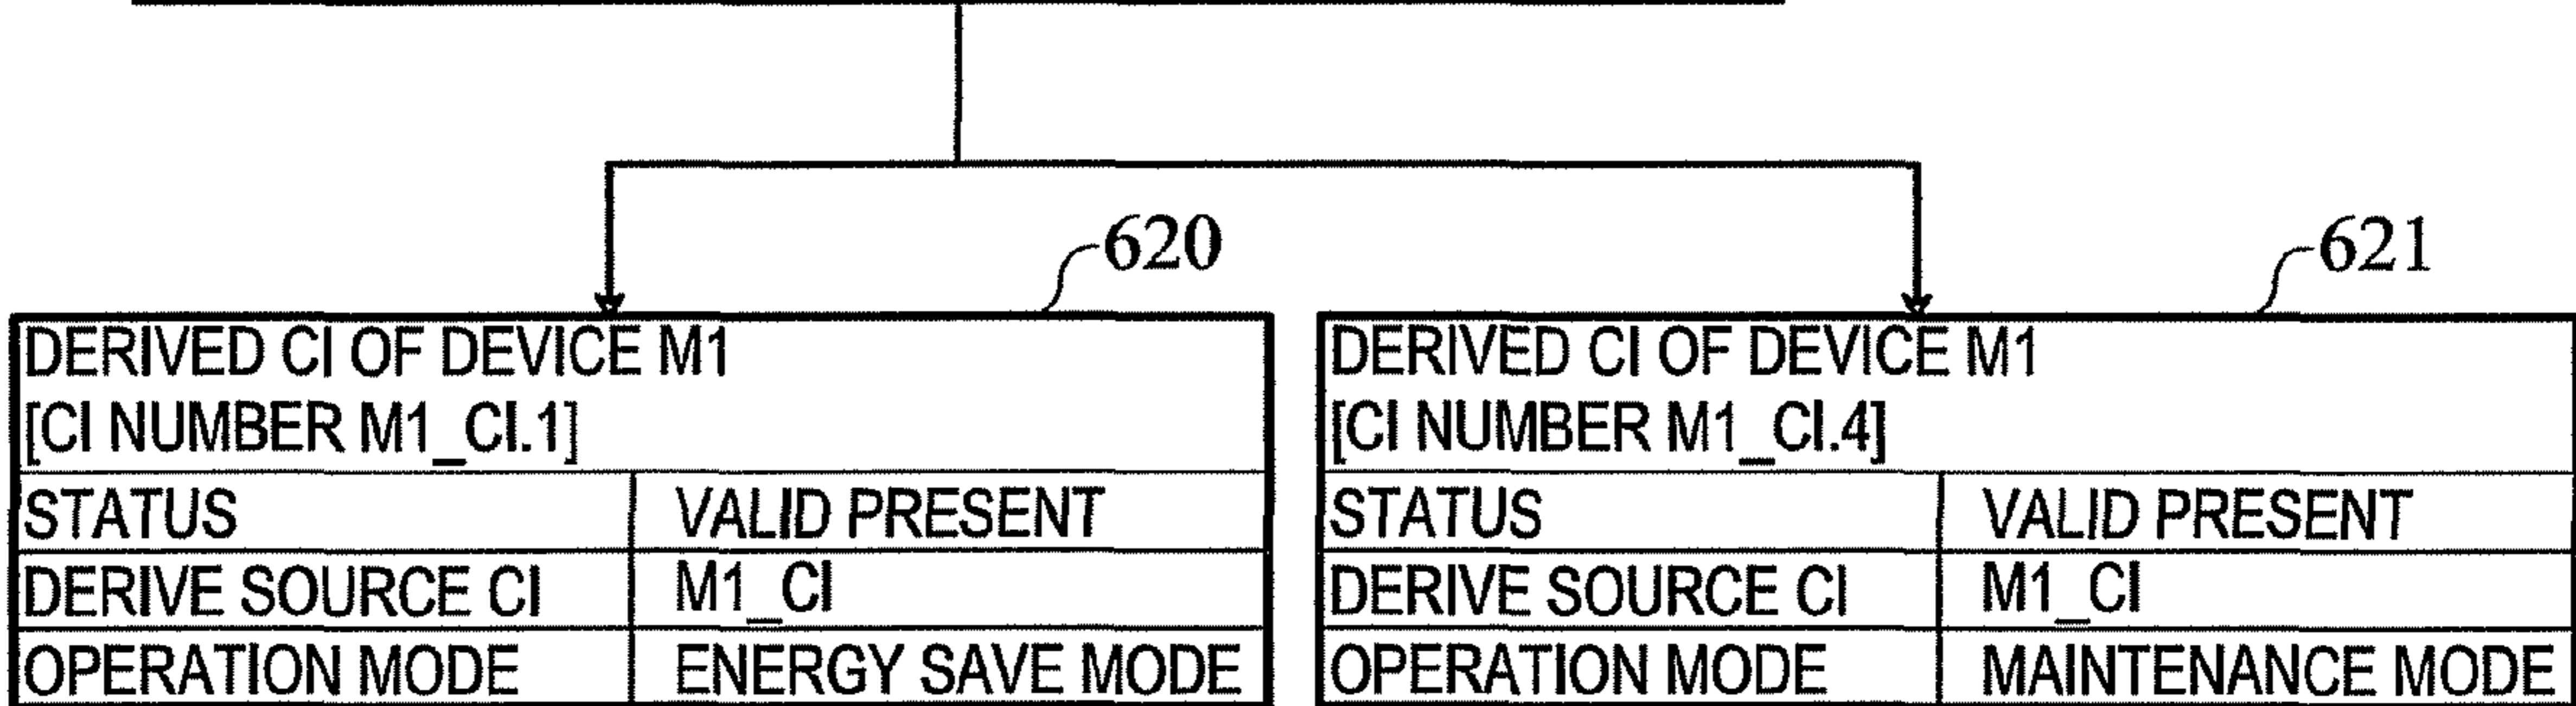 620
621
DERIVED CI OF DEVICE M1
[CI NUMBER M1_CI.1]
STATUS VALID PRESENT
DERIVE SOURCE CI M1_CI
OPERATION MODE ENERGY SAVE MODE
DERIVED CI OF DEVICE M1
[CI NUMBER M1_CI.4]
STATUS VALID PRESENT
DERIVE SOURCE CI M1_CI
OPERATION MODE MAINTENANCE MODE